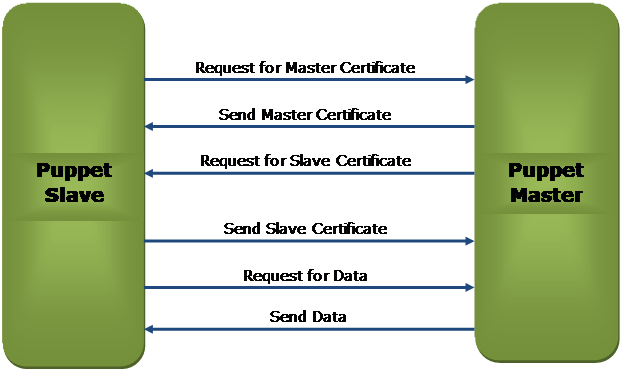 Request for Master Certificate
Send Master Certificate
Request for Slave Certificate
Puppet
Slave
Puppet
Master
Send Slave Certificate
Request for Data
Send Data